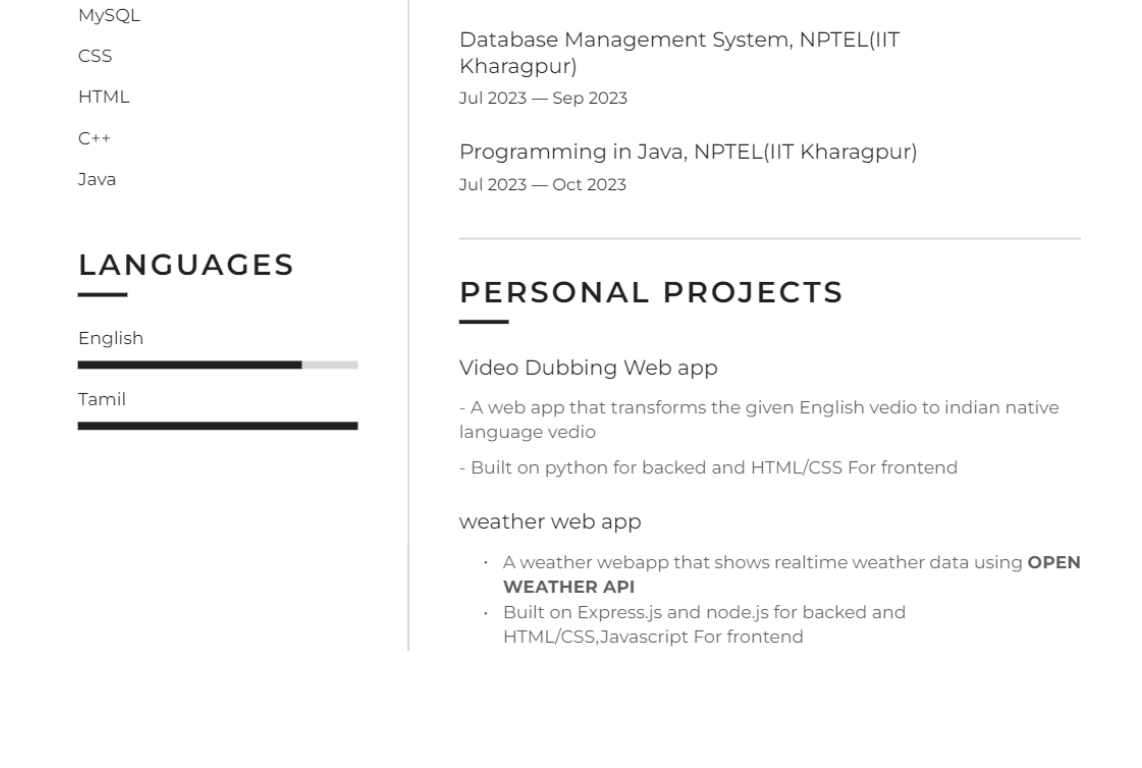 MySQL
CSS
HTML
C++
Java
LANGUAGES
English
Tamil
Database Management System, NPTEL(IIT
Kharagpur)
Jul 2023 — Sep 2023
Programming in Java, NPTEL(IIT Kharagpur)
Jul 2023 — Oct 2023
PERSONAL PROJECTS
Video Dubbing Web app
- A web app that transforms the given English vedio to indian native
language vedio
- Built on python for backed and HTML/CSS For frontend
weather web app
• A weather webapp that shows realtime weather data using OPEN
WEATHER API
• Built on Express.js and node.js for backed and
HTML/CSS,Javascript For frontend